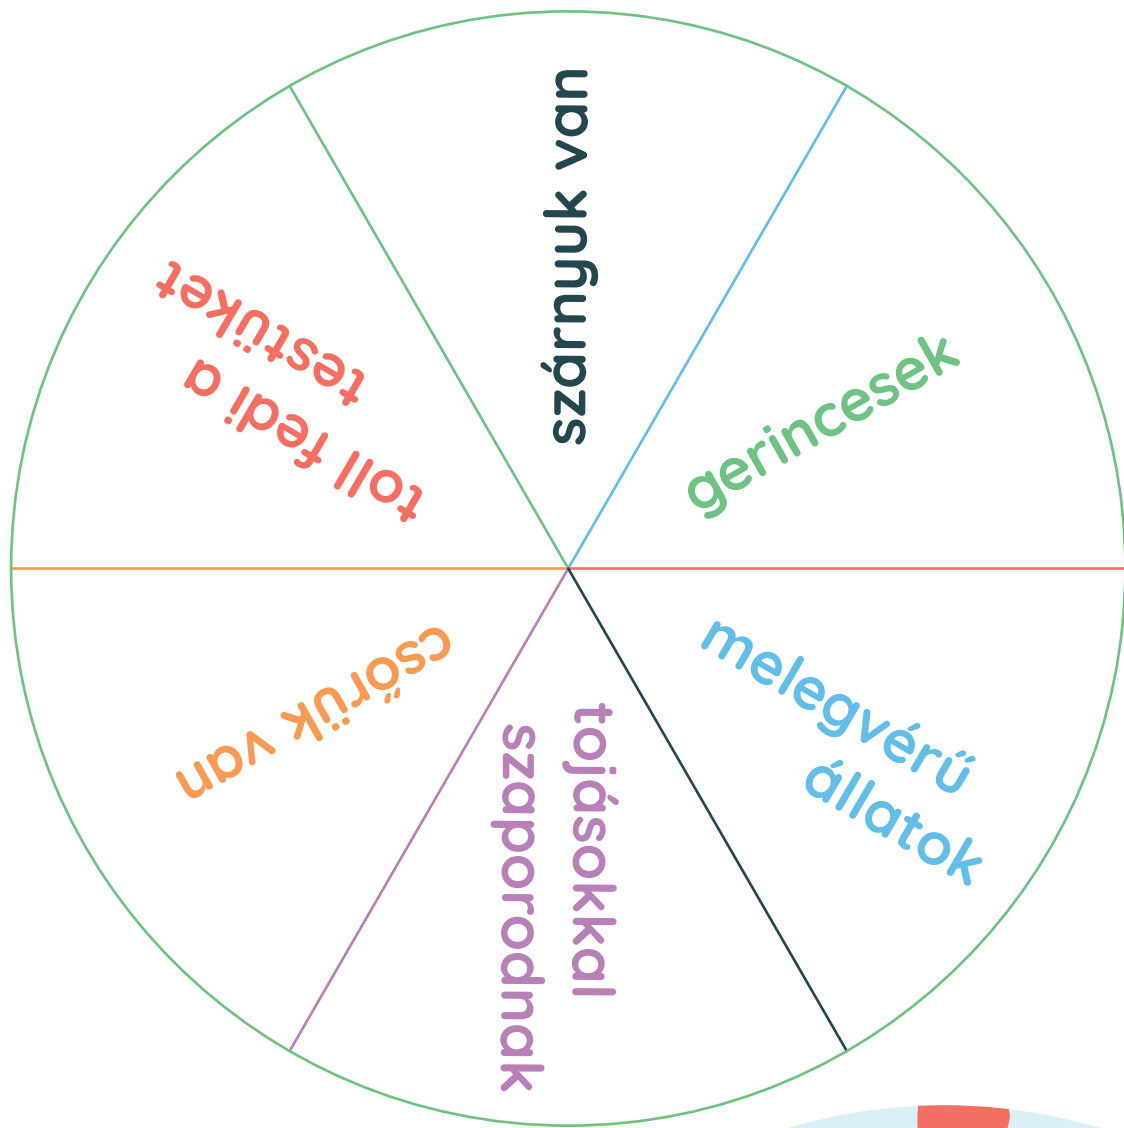 szárnyuk van
gerincesek
melegvérű
állatok
tojásokkal
szaporodnak
csőrük van
toll fedi a
testüket